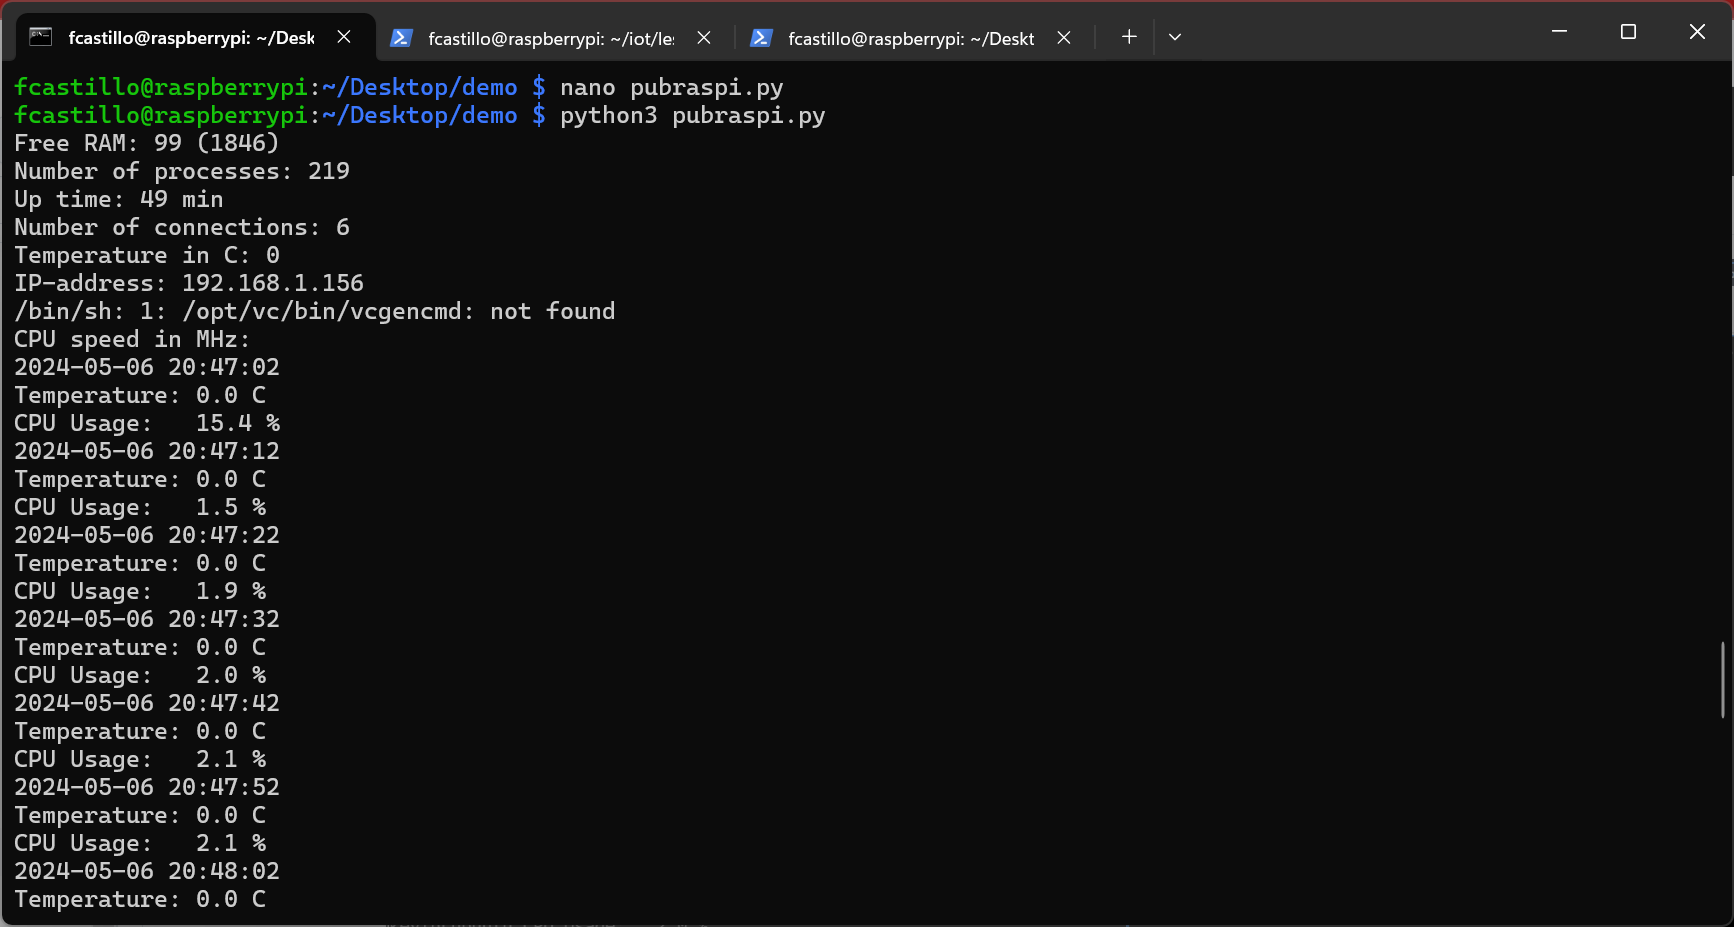 fcastillo@raspberrypi: ~/Desk
fcastillo@raspberrypi: ~/iot/le
fcastillo@raspberrypi: ~/Deskt
fcastillo@raspberrypi:~/Desktop/demo $ nano pubraspi.py
fcastillo@raspberrypi:~/Desktop/demo $ python3 pubraspi.py
Free RAM: 99 (1846)
Number of processes: 219
Up time: 49 min
Number of connections: 6
Temperature in C: 0
IP-address: 192.168.1.156
/bin/sh: 1: /opt/vc/bin/vcgencmd: not found
CPU speed in MHz:
2024-05-06 20:47:02
Temperature: 0.0 C
CPU Usage:   15.4 %
2024-05-06 20:47:12
Temperature: 0.0 C
CPU Usage:   1.5 %
2024-05-06 20:47:22
Temperature: 0.0 C
CPU Usage:   1.9 %
2024-05-06 20:47:32
Temperature: 0.0 C
CPU Usage:   2.0 %
2024-05-06 20:47:42
Temperature: 0.0 C
CPU Usage:   2.1 %
2024-05-06 20:47:52
Temperature: 0.0 C
CPU Usage:   2.1 %
2024-05-06 20:48:02
Temperature: 0.0 C